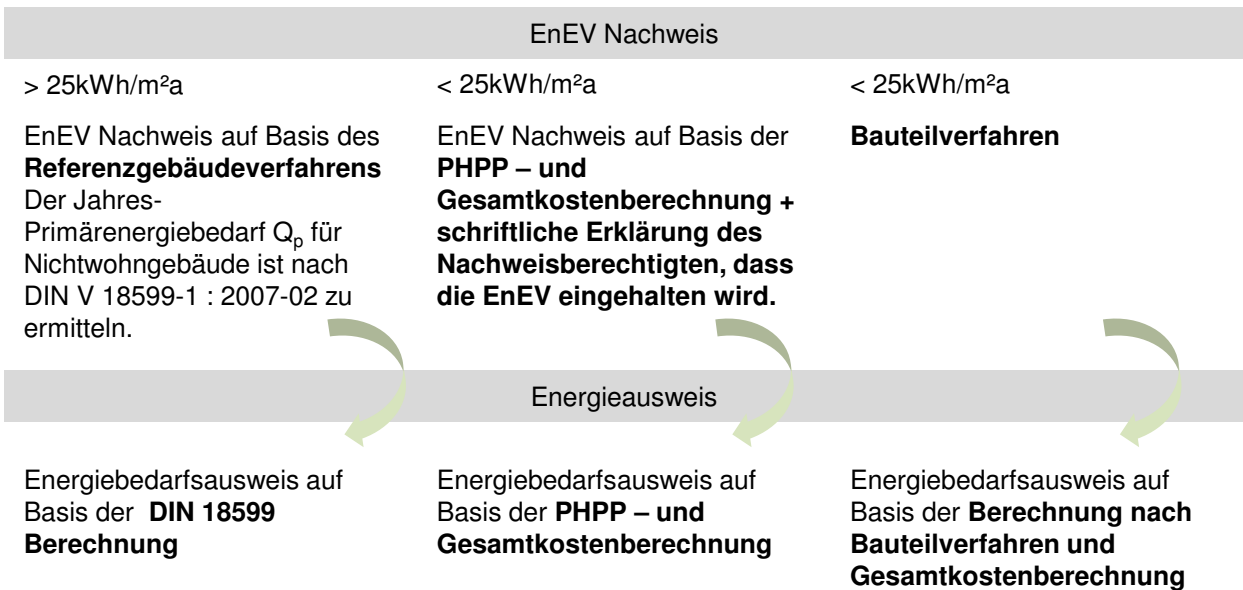 EnEV Nachweis
> 25kWh/m²a
EnEV Nachweis auf Basis des
Referenzgebäudeverfahrens
Der Jahres-
Primärenergiebedarf Qp für
Nichtwohngebäude ist nach
DIN V 18599-1 : 2007-02 zu
ermitteln.
< 25kWh/m²a
EnEV Nachweis auf Basis der
PHPP – und
Gesamtkostenberechnung +
schriftliche Erklärung des
Nachweisberechtigten, dass
die EnEV eingehalten wird.
< 25kWh/m²a
Bauteilverfahren
Energieausweis
Energiebedarfsausweis auf
Basis der DIN 18599
Berechnung
Energiebedarfsausweis auf
Basis der PHPP – und
Gesamtkostenberechnung
Energiebedarfsausweis auf
Basis der Berechnung nach
Bauteilverfahren und
Gesamtkostenberechnung